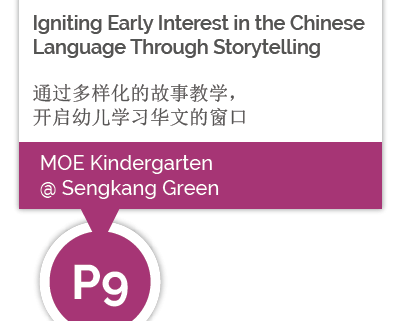 Igniting Early Interest in the Chinese
Language Through Storytelling
通过多样化的故事教学，
开启幼儿学习华文的窗口
MOE Kindergarten
@ Sengkang Green
P9